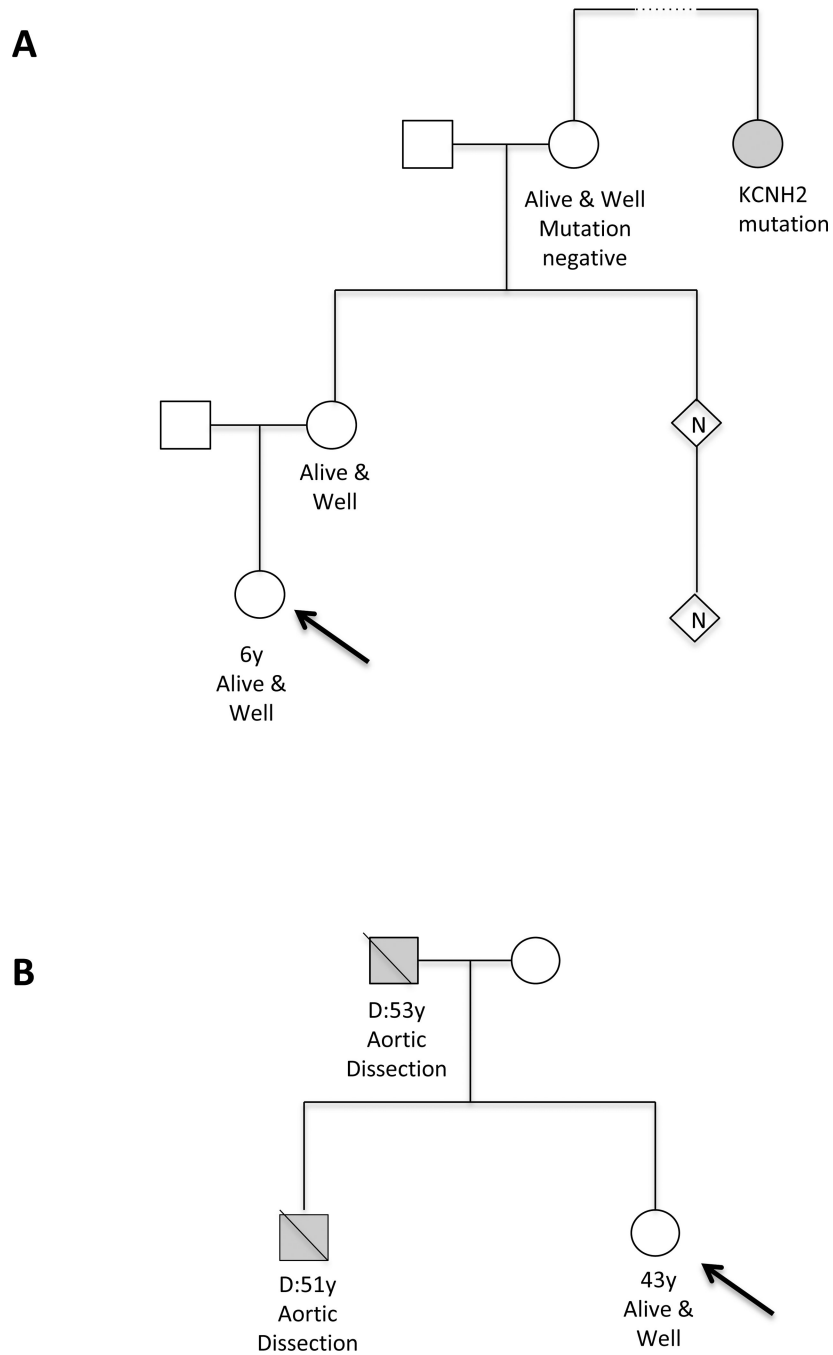 A
Alive & Well
Mutation
negative
KCNH2
mutation
Alive &
Well
N
6y
Alive &
Well
N
B
D:53y
Aortic
Dissection
D:51y
Aortic
Dissection
43y
Alive &
Well